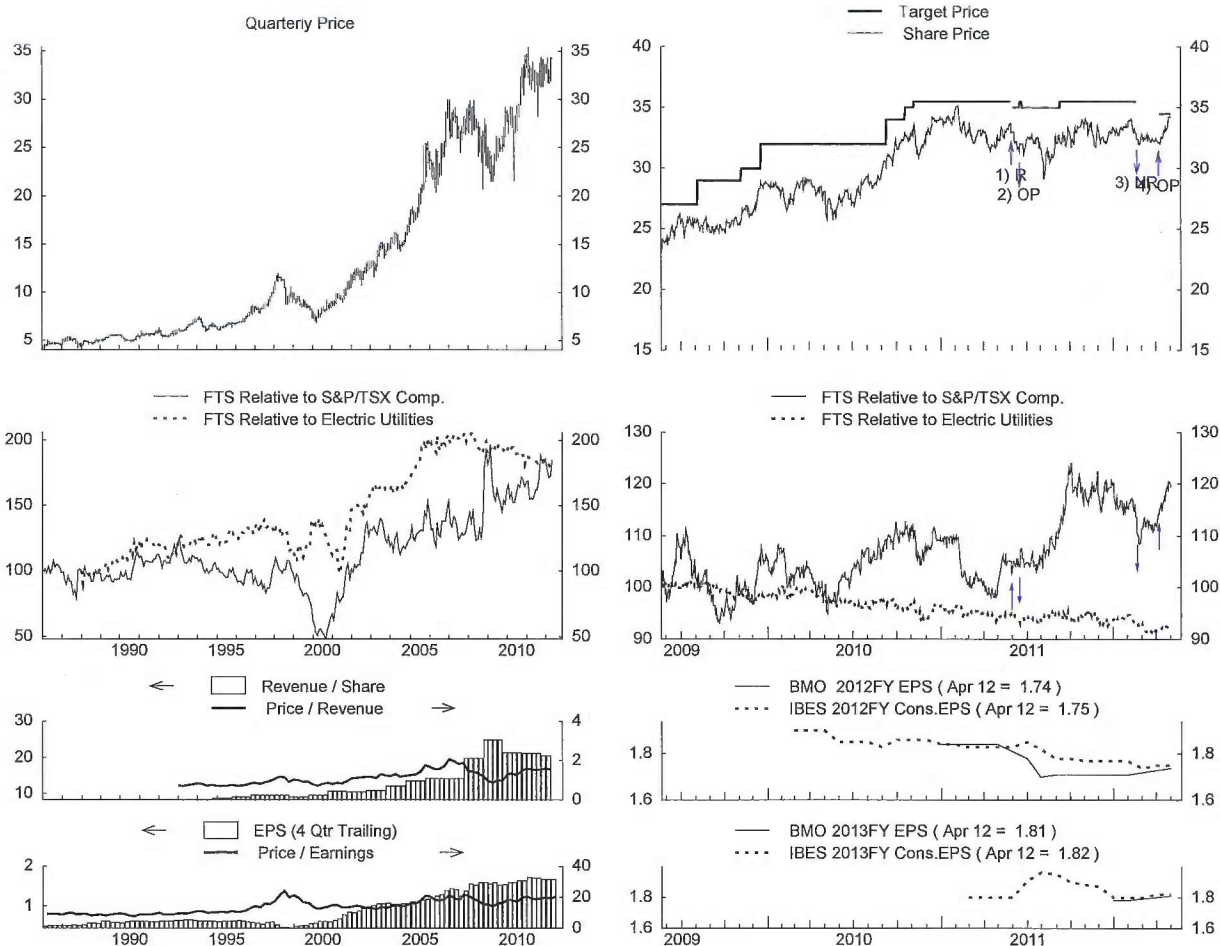 Quarterly Price
35
30
25
20
15
10
5
35
30
25
20
15
10
5
Target Price
Share Price
40
35
30
25
20
15
40
35
30
25
20
15
1) R
2) OP
3) NR
4) OP
FTS Relative to S&P/TSX Comp.
FTS Relative to Electric Utilities
200
150
100
50
200
150
100
50
1990 1995 2000 2005 2010
FTS Relative to S&P/TSX Comp.
FTS Relative to Electric Utilities
130
120
110
100
90
130
120
110
100
90
2009 2010 2011
Revenue / Share
Price / Revenue
30
20
10
4
2
0
BMO 2012FY EPS ( Apr 12 = 1.74 )
IBES 2012FY Cons.EPS ( Apr 12 = 1.75 )
1.8
1.6
1.8
1.6
EPS (4 Qtr Trailing)
Price / Earnings
2
1
40
20
0
1990 1995 2000 2005 2010
BMO 2013FY EPS ( Apr 12 = 1.81 )
IBES 2013FY Cons.EPS ( Apr 12 = 1.82 )
1.8
1.6
1.8
1.6
2009 2010 2011